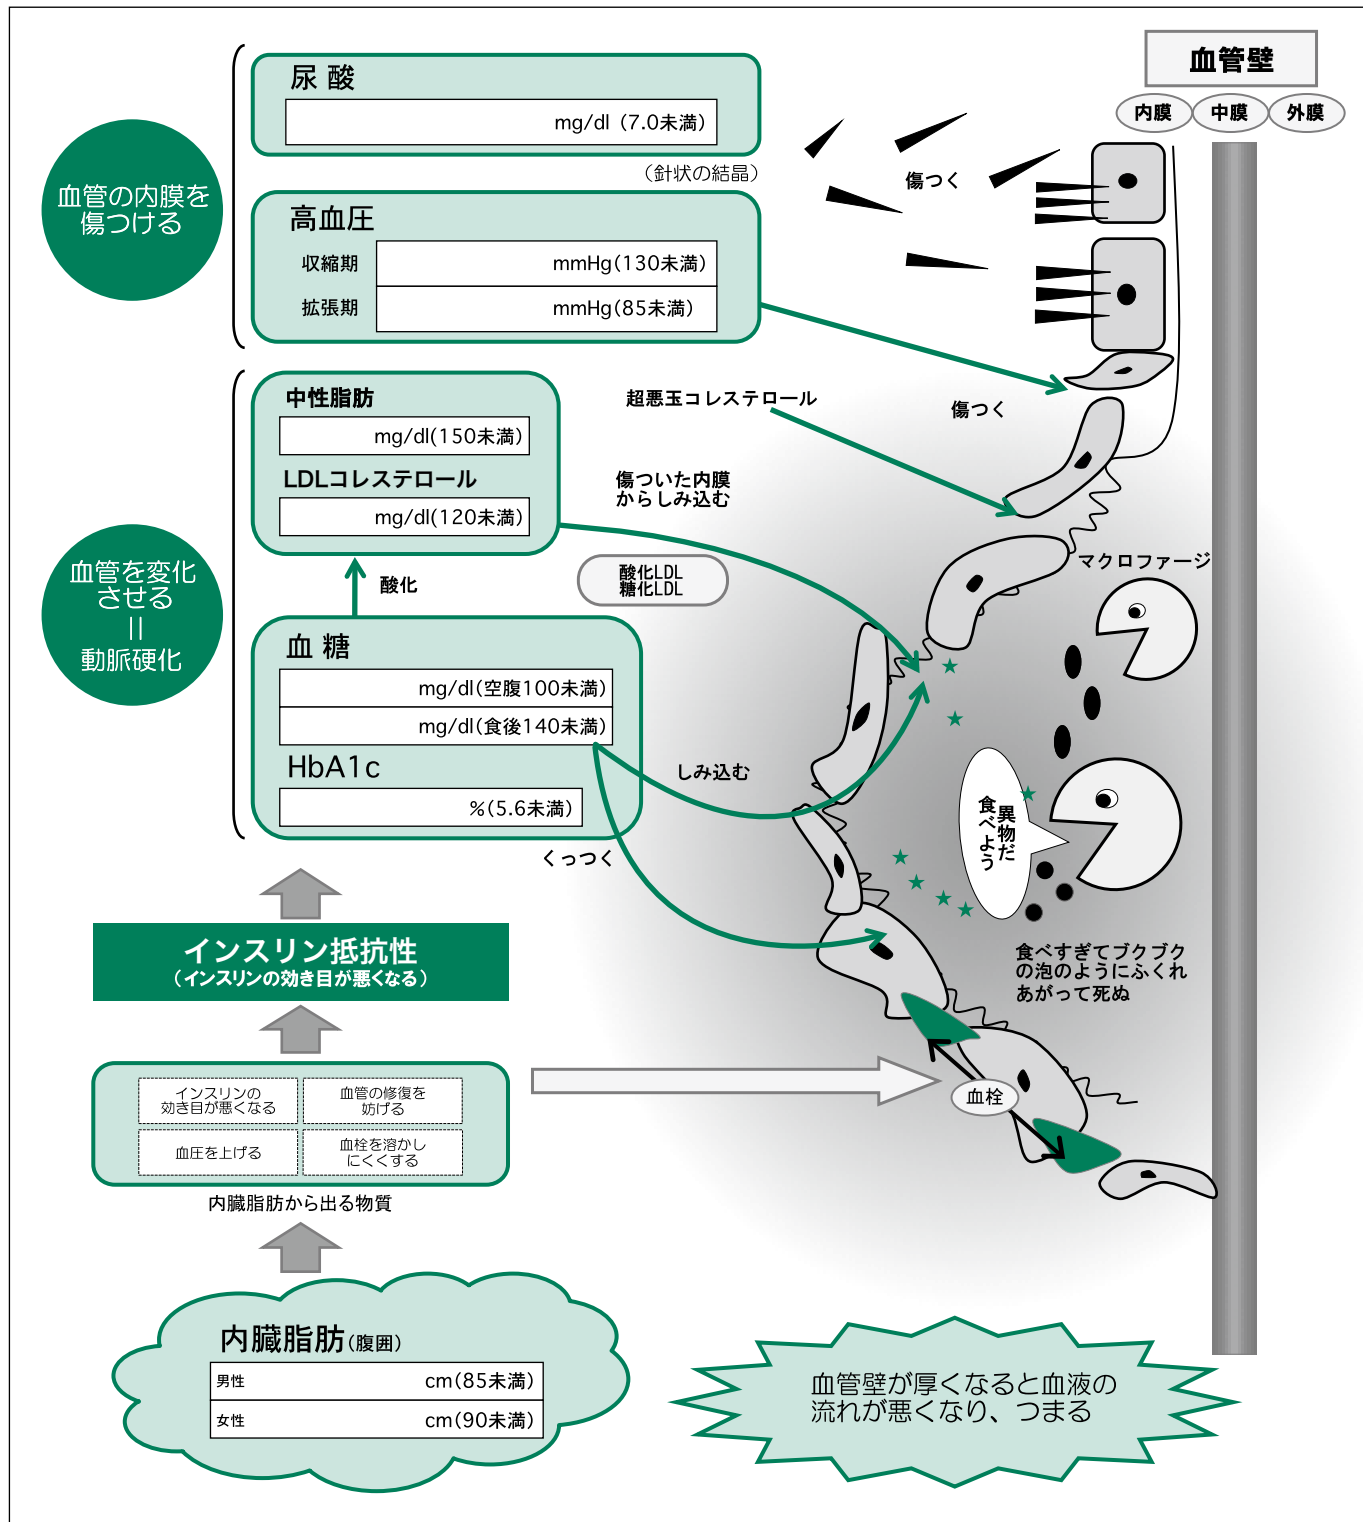 血管壁
内膜
中膜
外膜
血管の内膜を
傷つける
尿酸
mg/dl (7.0未満)
(針状の結晶)
高血圧
収縮期
mmHg(130未満)
拡張期
mmHg(85未満)
傷つく
血管を変化
させる
||
動脈硬化
中性脂肪
mg/dl(150未満)
LDLコレステロール
mg/dl(120未満)
酸化
超悪玉コレステロール
傷つく
傷ついた内膜
からしみ込む
酸化LDL
糖化LDL
マクロファージ
血糖
mg/dl(空腹100未満)
mg/dl(食後140未満)
HbA1c
%(5.6未満)
しみ込む
くっつく
異物だ
食べよう
食べすぎてブクブク
の泡のようにふくれ
あがって死ぬ
インスリン抵抗性
(インスリンの効き目が悪くなる)
インスリンの
効き目が悪くなる
血管の修復を
妨げる
血圧を上げる
血栓を溶かし
にくくする
内臓脂肪から出る物質
血栓
内臓脂肪(腹囲)
男性
cm(85未満)
女性
cm(90未満)
血管壁が厚くなると血液の
流れが悪くなり、つまる